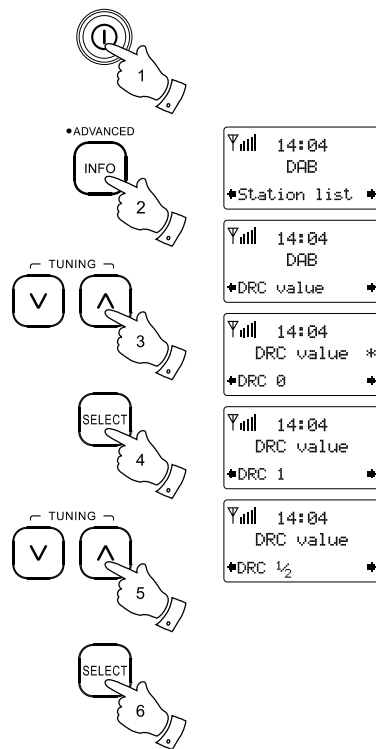 1
•ADVANCED
INFO
2
TUNING
3
SELECT
4
TUNING
5
SELECT
6
14:04
DAB
Station list
14:04
DAB
DRC value
14:04
DRC value *
DRC 0
14:04
DRC value
DRC 1
14:04
DRC value
DRC ½